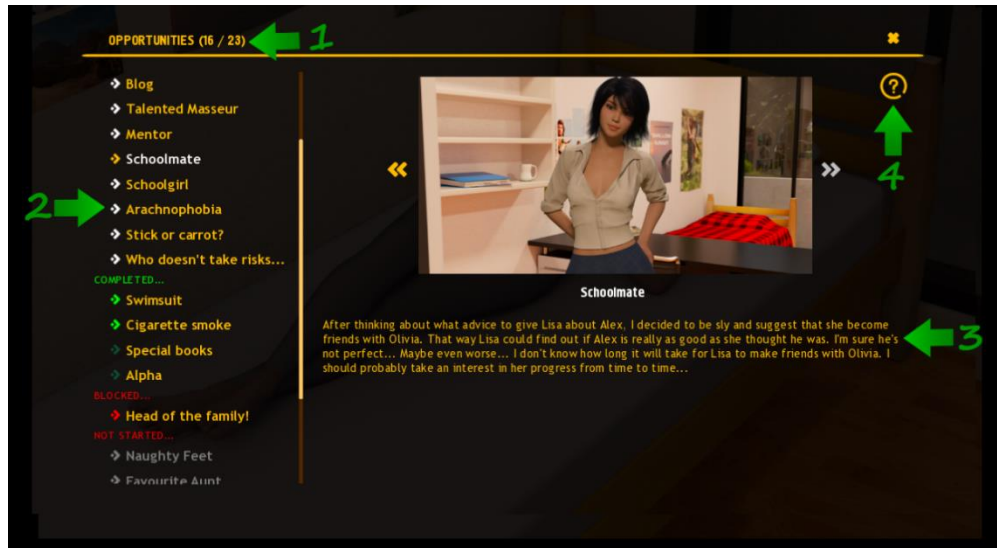 OPPORTUNITIES (16 / 23)
1
Blog
Talented Masseur
Mentor
Schoolmate
Schoolgirl
2
Arachnophobia
Stick or carrot?
Who doesn't take risks...
COMPLETED...
Swimsuit
Cigarette smoke
Special books
Alpha
BLOCKED...
Head of the family!
NOT STARTED...
Naughty Feet
Favourite Aunt
?
4
Schoolmate
After thinking about what advice to give Lisa about Alex, I decided to be sly and suggest that she become
friends with Olivia. That way Lisa could find out if Alex is really as good as she thought he was. I'm sure he's
not perfect... Maybe even worse... I don't know how long it will take for Lisa to make friends with Olivia. I
should probably take an interest in her progress from time to time...
3